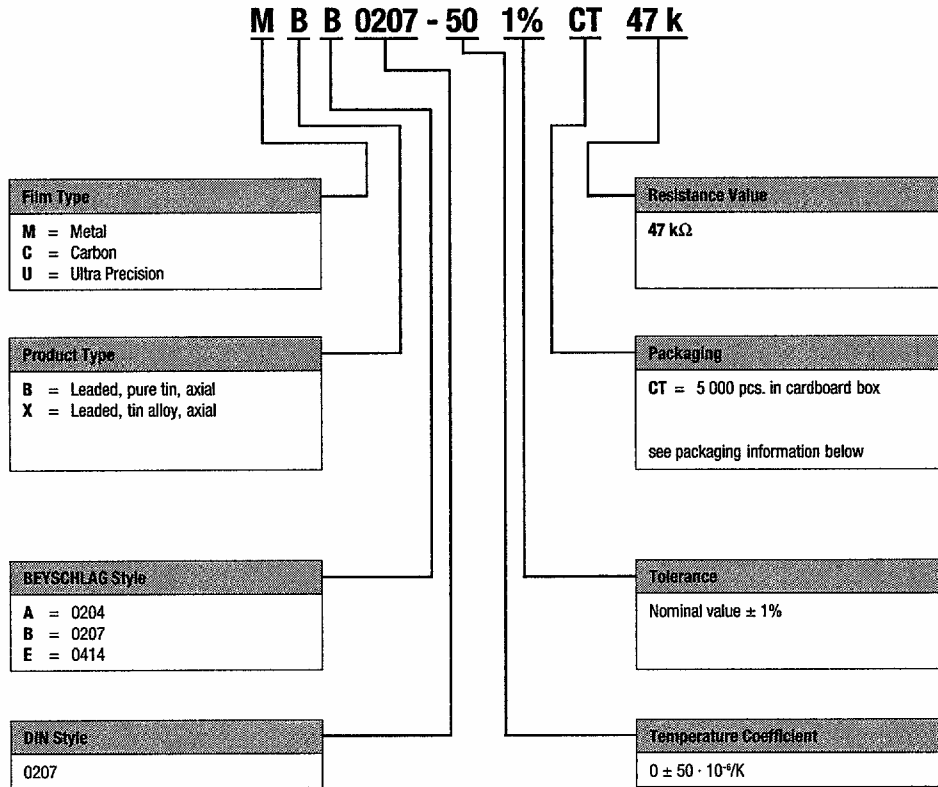 M B B 0207 - 50 1% CT 47 k
Film Type
M = Metal
C = Carbon
U = Ultra Precision
Product Type
B = Leaded, pure tin, axial
X = Leaded, tin alloy, axial
BEYSCHLAG Style
A = 0204
B = 0207
E = 0414
DIN Style
0207
Resistance Value
47 kΩ
Packaging
CT = 5 000 pcs. in cardboard box
see packaging information below
Tolerance
Nominal value ± 1%
Temperature Coefficient
0 ± 50 · 10⁻⁶/K